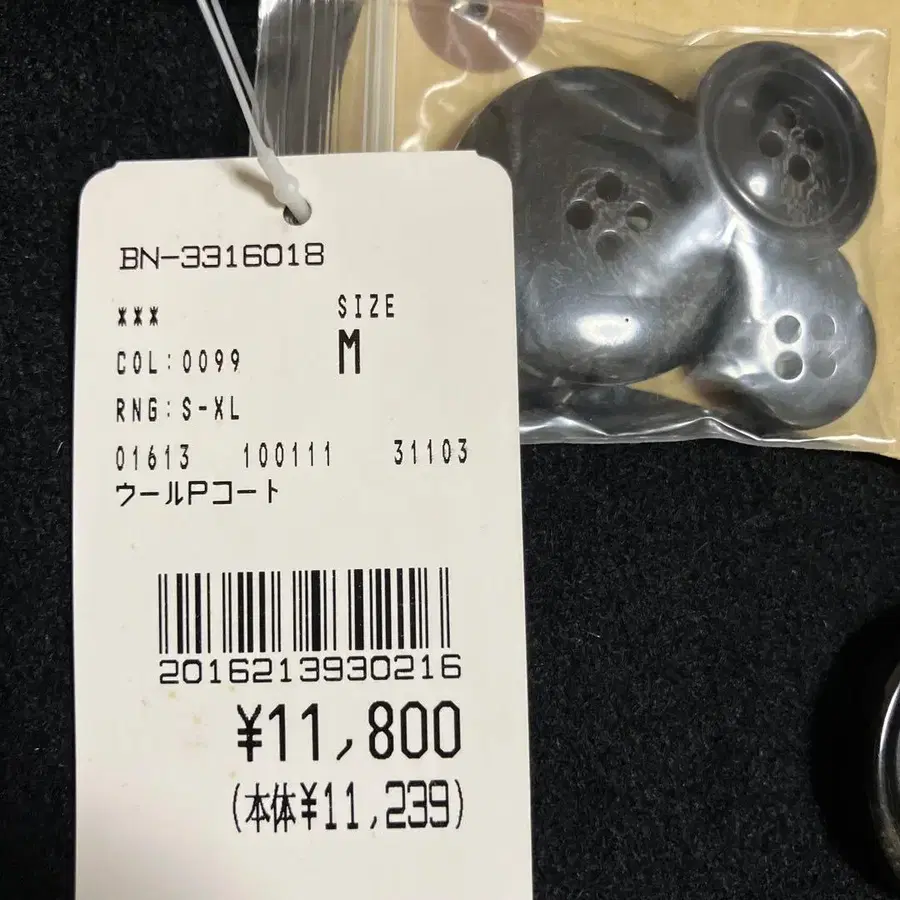 BN-3316018
*** SIZE
COL:0099 M
RNG:S-XL
01613 100111 31103
ウールPコート
2016213930216
¥11,800
(本体¥11,239)